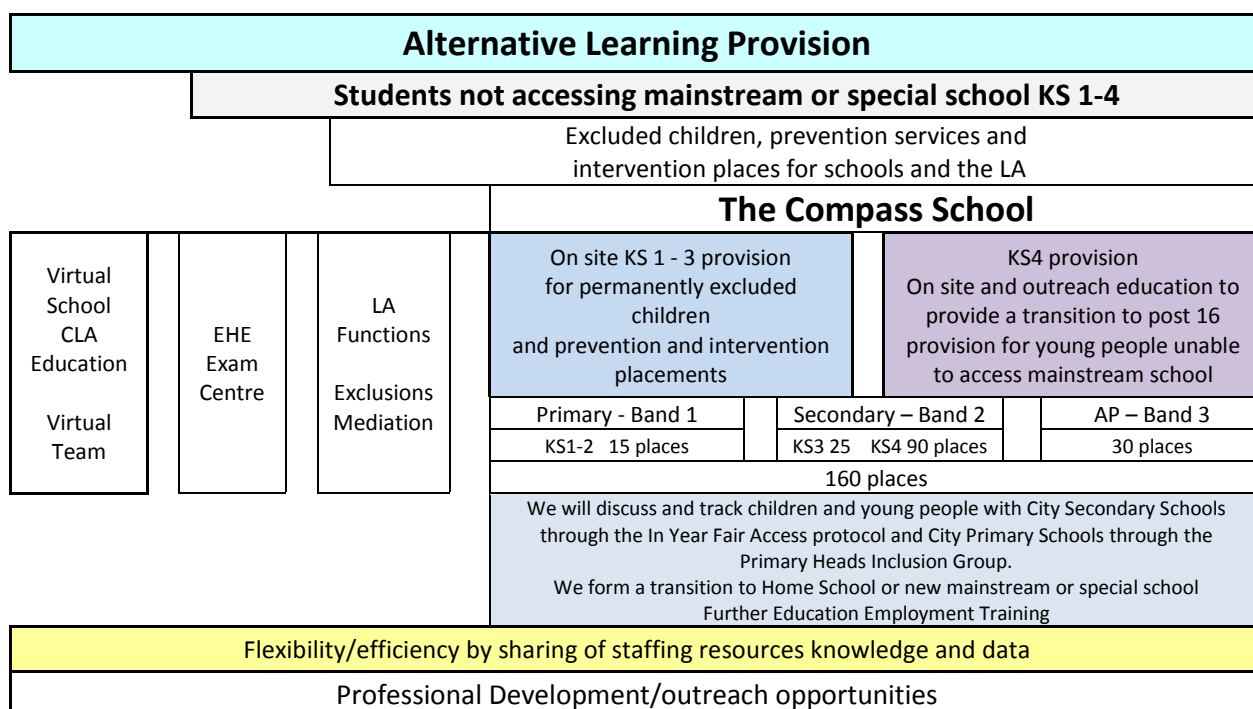 Alternative Learning Provision
Students not accessing mainstream or special school KS 1-4
Excluded children, prevention services and
intervention places for schools and the LA
The Compass School
Virtual
School
CLA
Education
Virtual
Team
EHE
Exam
Centre
LA
Functions
Exclusions
Mediation
On site KS 1 - 3 provision
for permanently excluded
children
and prevention and intervention
placements
KS4 provision
On site and outreach education to
provide a transition to post 16
provision for young people unable
to access mainstream school
Primary - Band 1
KS1-2 15 places
Secondary – Band 2
KS3 25 KS4 90 places
AP – Band 3
30 places
160 places
We will discuss and track children and young people with City Secondary Schools
through the In Year Fair Access protocol and City Primary Schools through the
Primary Heads Inclusion Group.
We form a transition to Home School or new mainstream or special school
Further Education Employment Training
Flexibility/efficiency by sharing of staffing resources knowledge and data
Professional Development/outreach opportunities